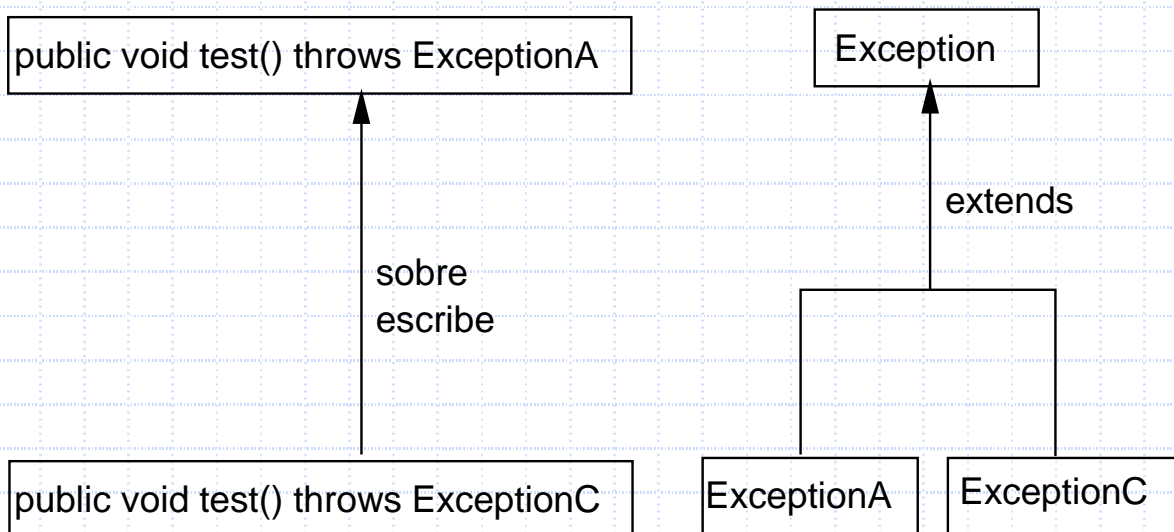 public void test() throws ExceptionA
Exception
extends
sobre
escribe
public void test() throws ExceptionC
ExceptionA
ExceptionC